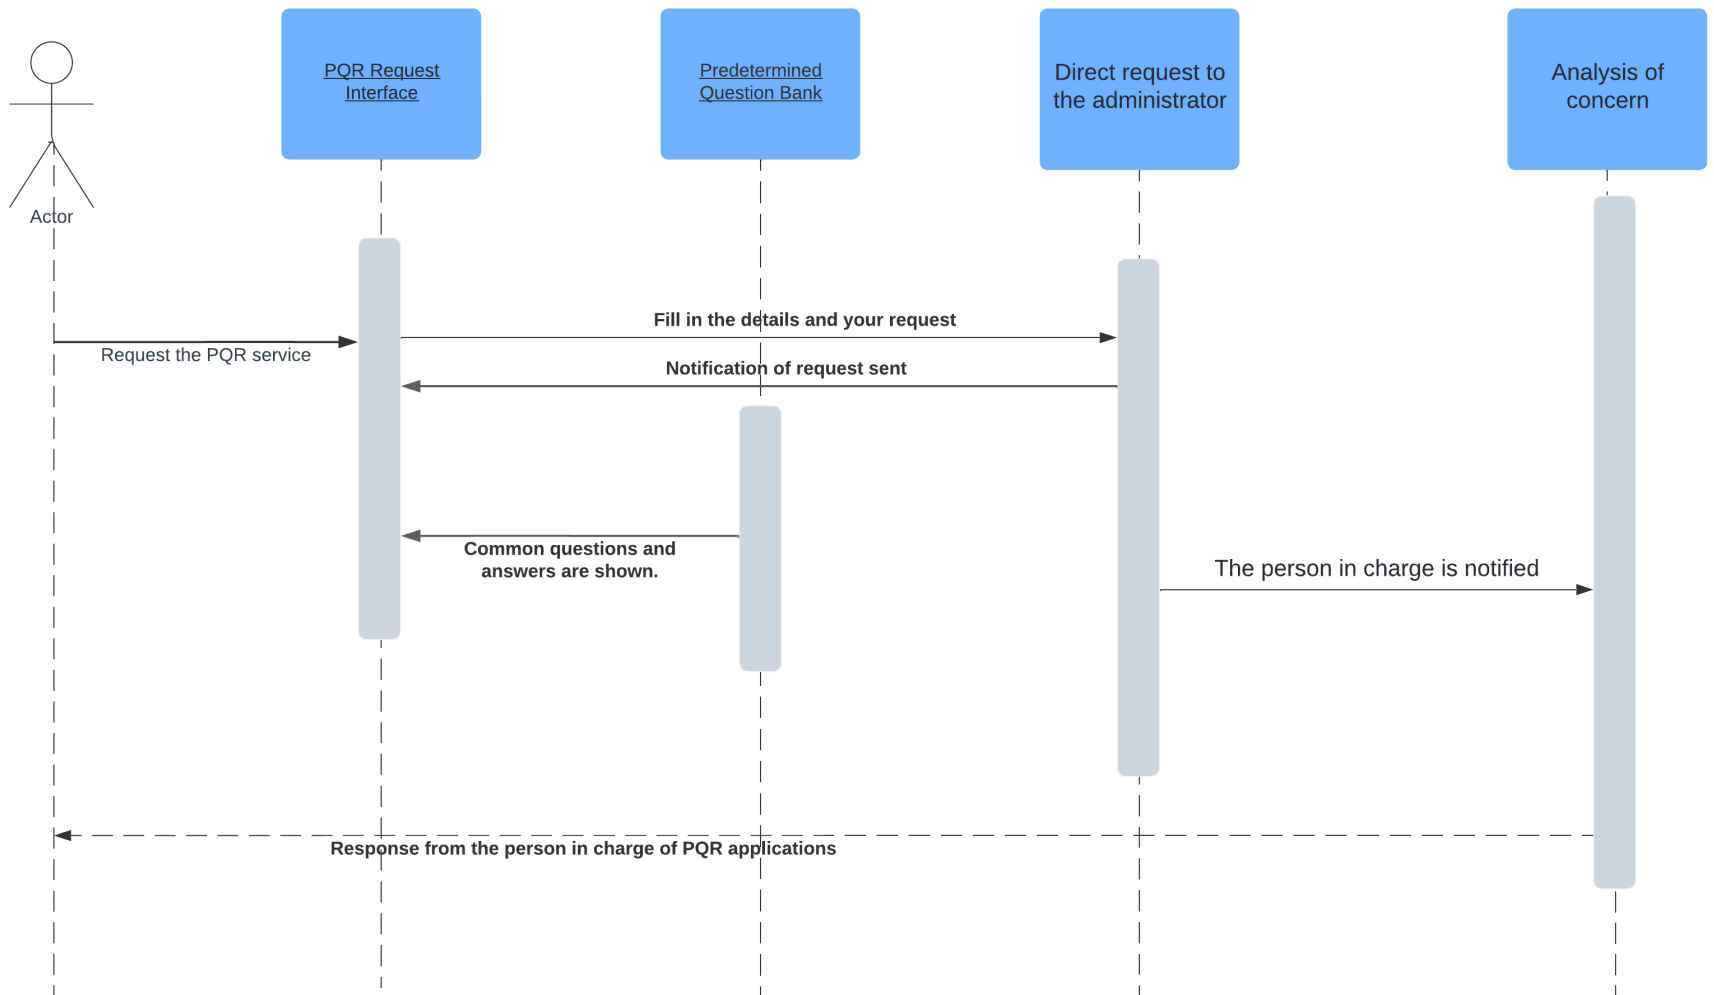 PQR Request
Interface
Predetermined
Question Bank
Direct request to
the administrator
Analysis of
concern
Actor
Fill in the details and your request
Request the PQR service
Notification of request sent
Common questions and
answers are shown.
The person in charge is notified
Response from the person in charge of PQR applications